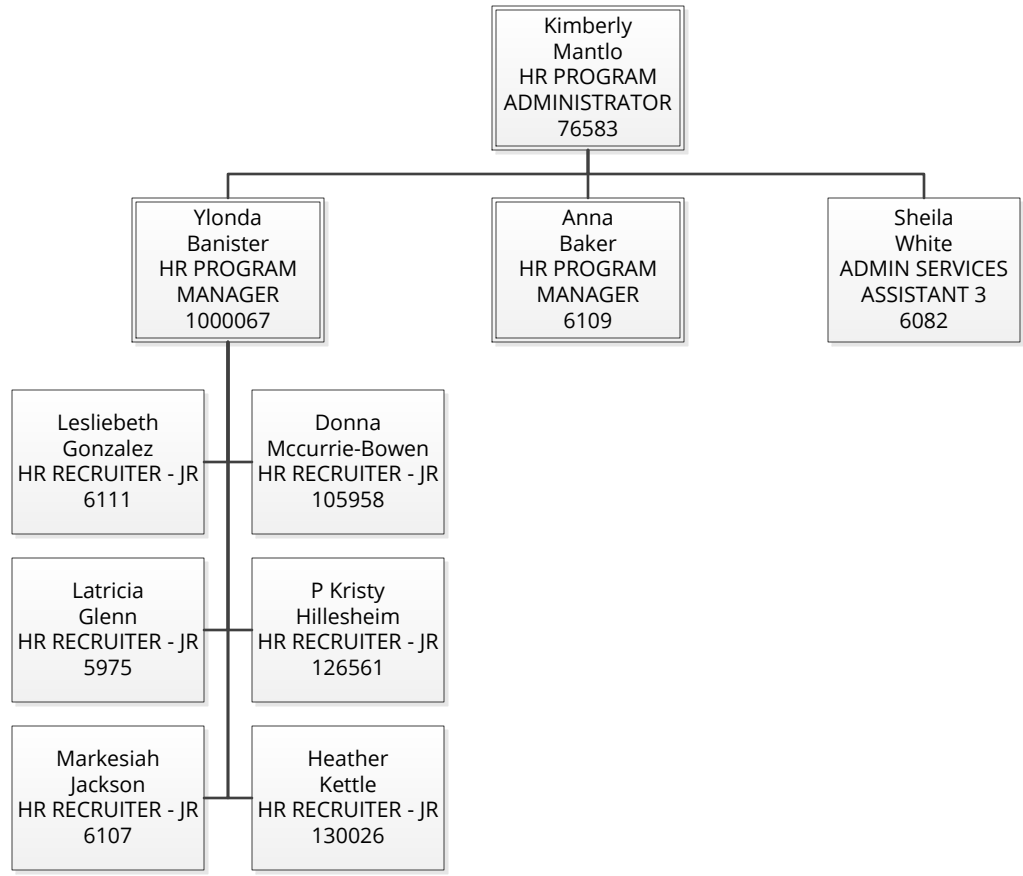 Kimberly
Mantlo
HR PROGRAM
ADMINISTRATOR
76583
Ylonda
Banister
HR PROGRAM
MANAGER
1000067
Anna
Baker
HR PROGRAM
MANAGER
6109
Sheila
White
ADMIN SERVICES
ASSISTANT 3
6082
Lesliebeth
Gonzalez
HR RECRUITER - JR
6111
Donna
Mccurrie-Bowen
HR RECRUITER - JR
105958
Latricia
Glenn
HR RECRUITER - JR
5975
P Kristy
Hillesheim
HR RECRUITER - JR
126561
Markesiah
Jackson
HR RECRUITER - JR
6107
Heather
Kettle
HR RECRUITER - JR
130026